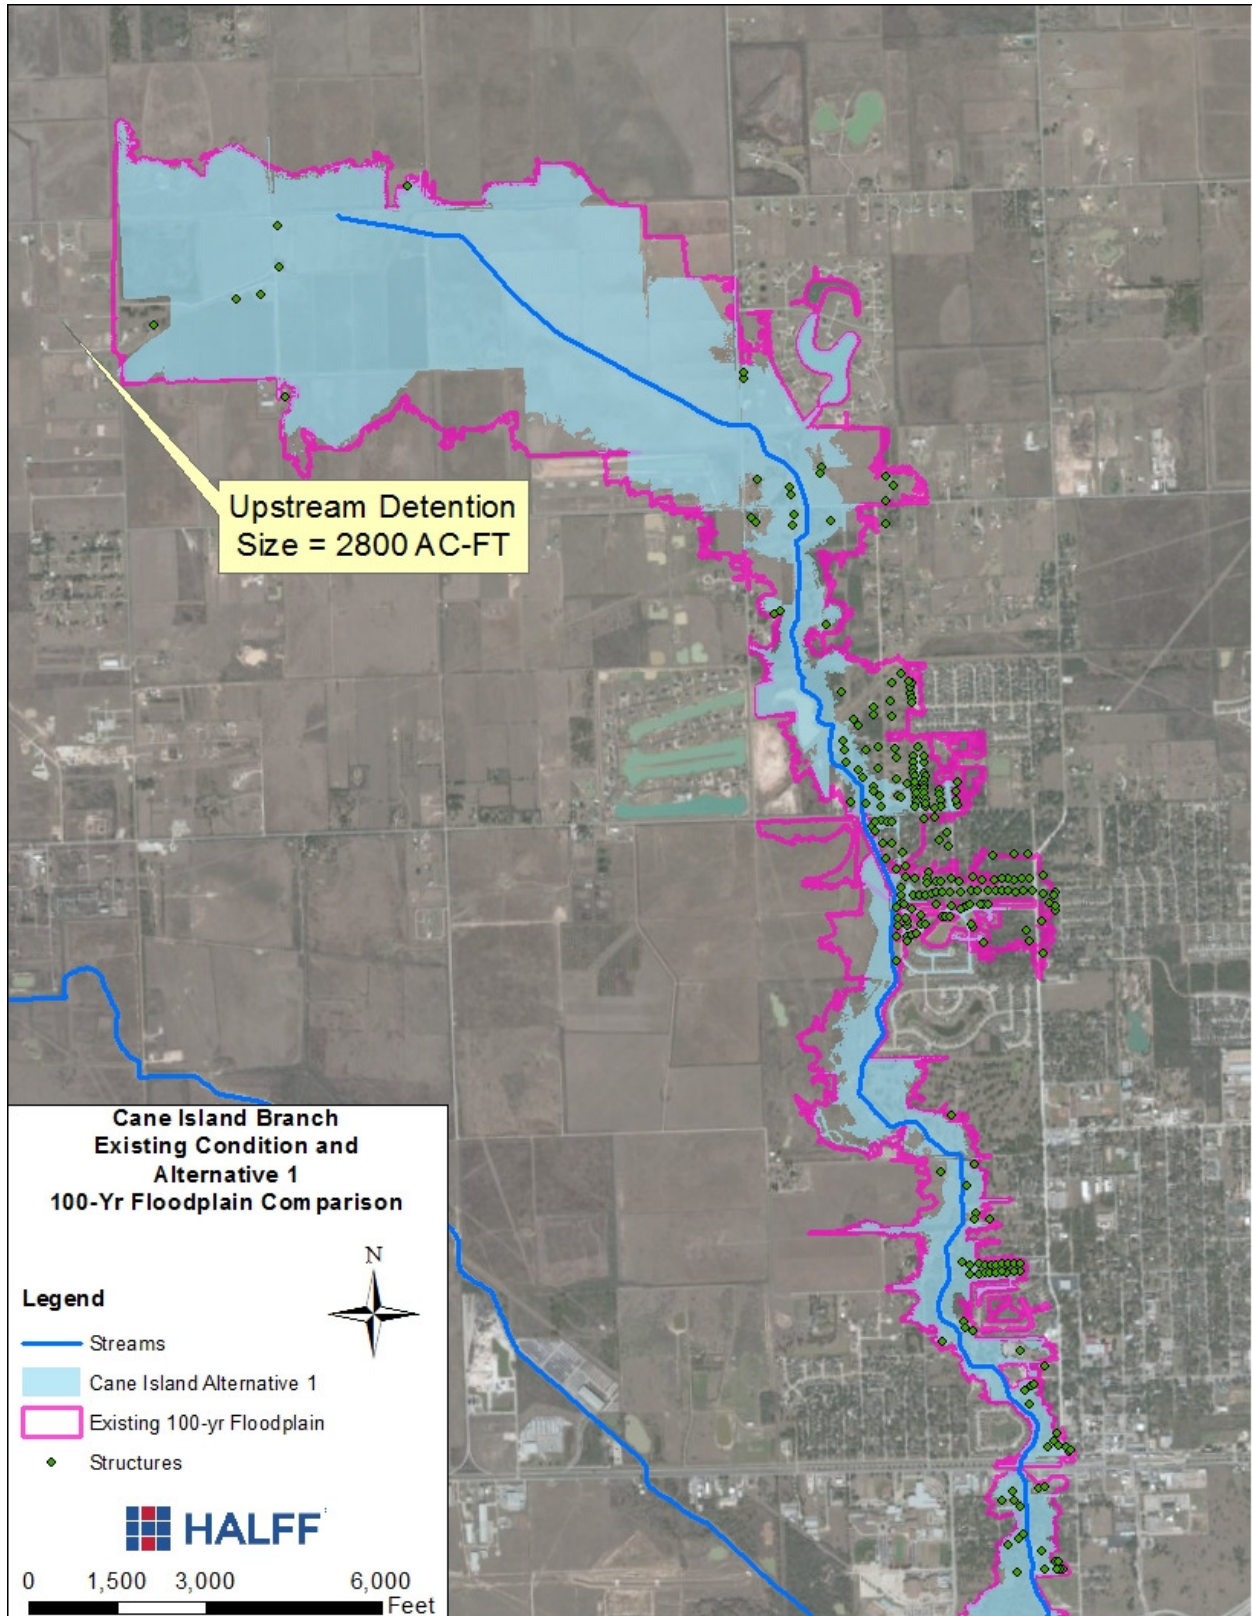 Upstream Detention
Size = 2800 AC-FT
Cane Island Branch
Existing Condition and
Alternative 1
100-Yr Floodplain Comparison
N
Legend
Streams
Cane Island Alternative 1
Existing 100-yr Floodplain
Structures
HALFF
0 1,500 3,000 6,000
Feet